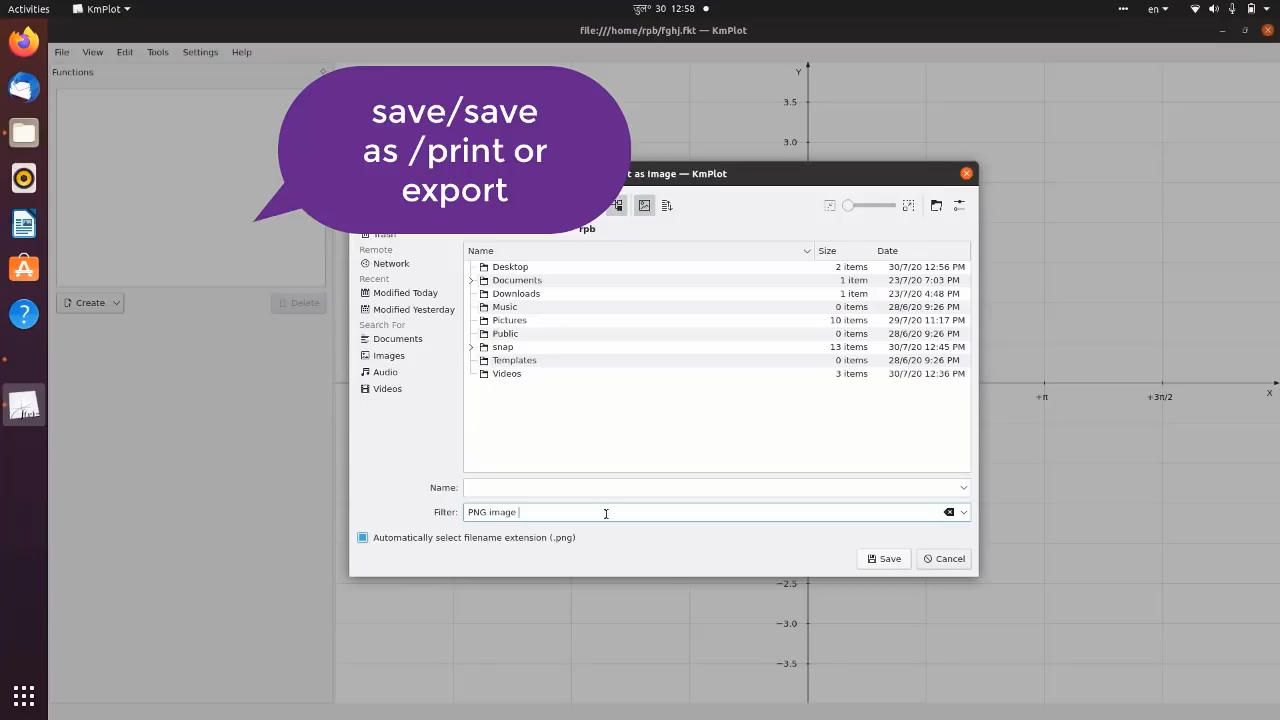 Activities KmPlot जुल॰ 30 12:58 en
file:///home/rpb/fghj.fkt — KmPlot
File View Edit Tools Settings Help
Functions
Create Delete
save/save
as /print or
export
Y
3.5
3.0
+π
+3π/2
X
−2.5
−3.0
−3.5
t as Image — KmPlot
rpb
Trash
Remote
Network
Recent
Modified Today
Modified Yesterday
Search For
Documents
Images
Audio
Videos
Name Size Date
Desktop 2 items 30/7/20 12:56 PM
Documents 1 item 23/7/20 7:03 PM
Downloads 1 item 23/7/20 4:48 PM
Music 0 items 28/6/20 9:26 PM
Pictures 10 items 29/7/20 11:17 PM
Public 0 items 28/6/20 9:26 PM
snap 13 items 30/7/20 12:45 PM
Templates 0 items 28/6/20 9:26 PM
Videos 3 items 30/7/20 12:36 PM
Name:
Filter: PNG image
Automatically select filename extension (.png)
Save Cancel